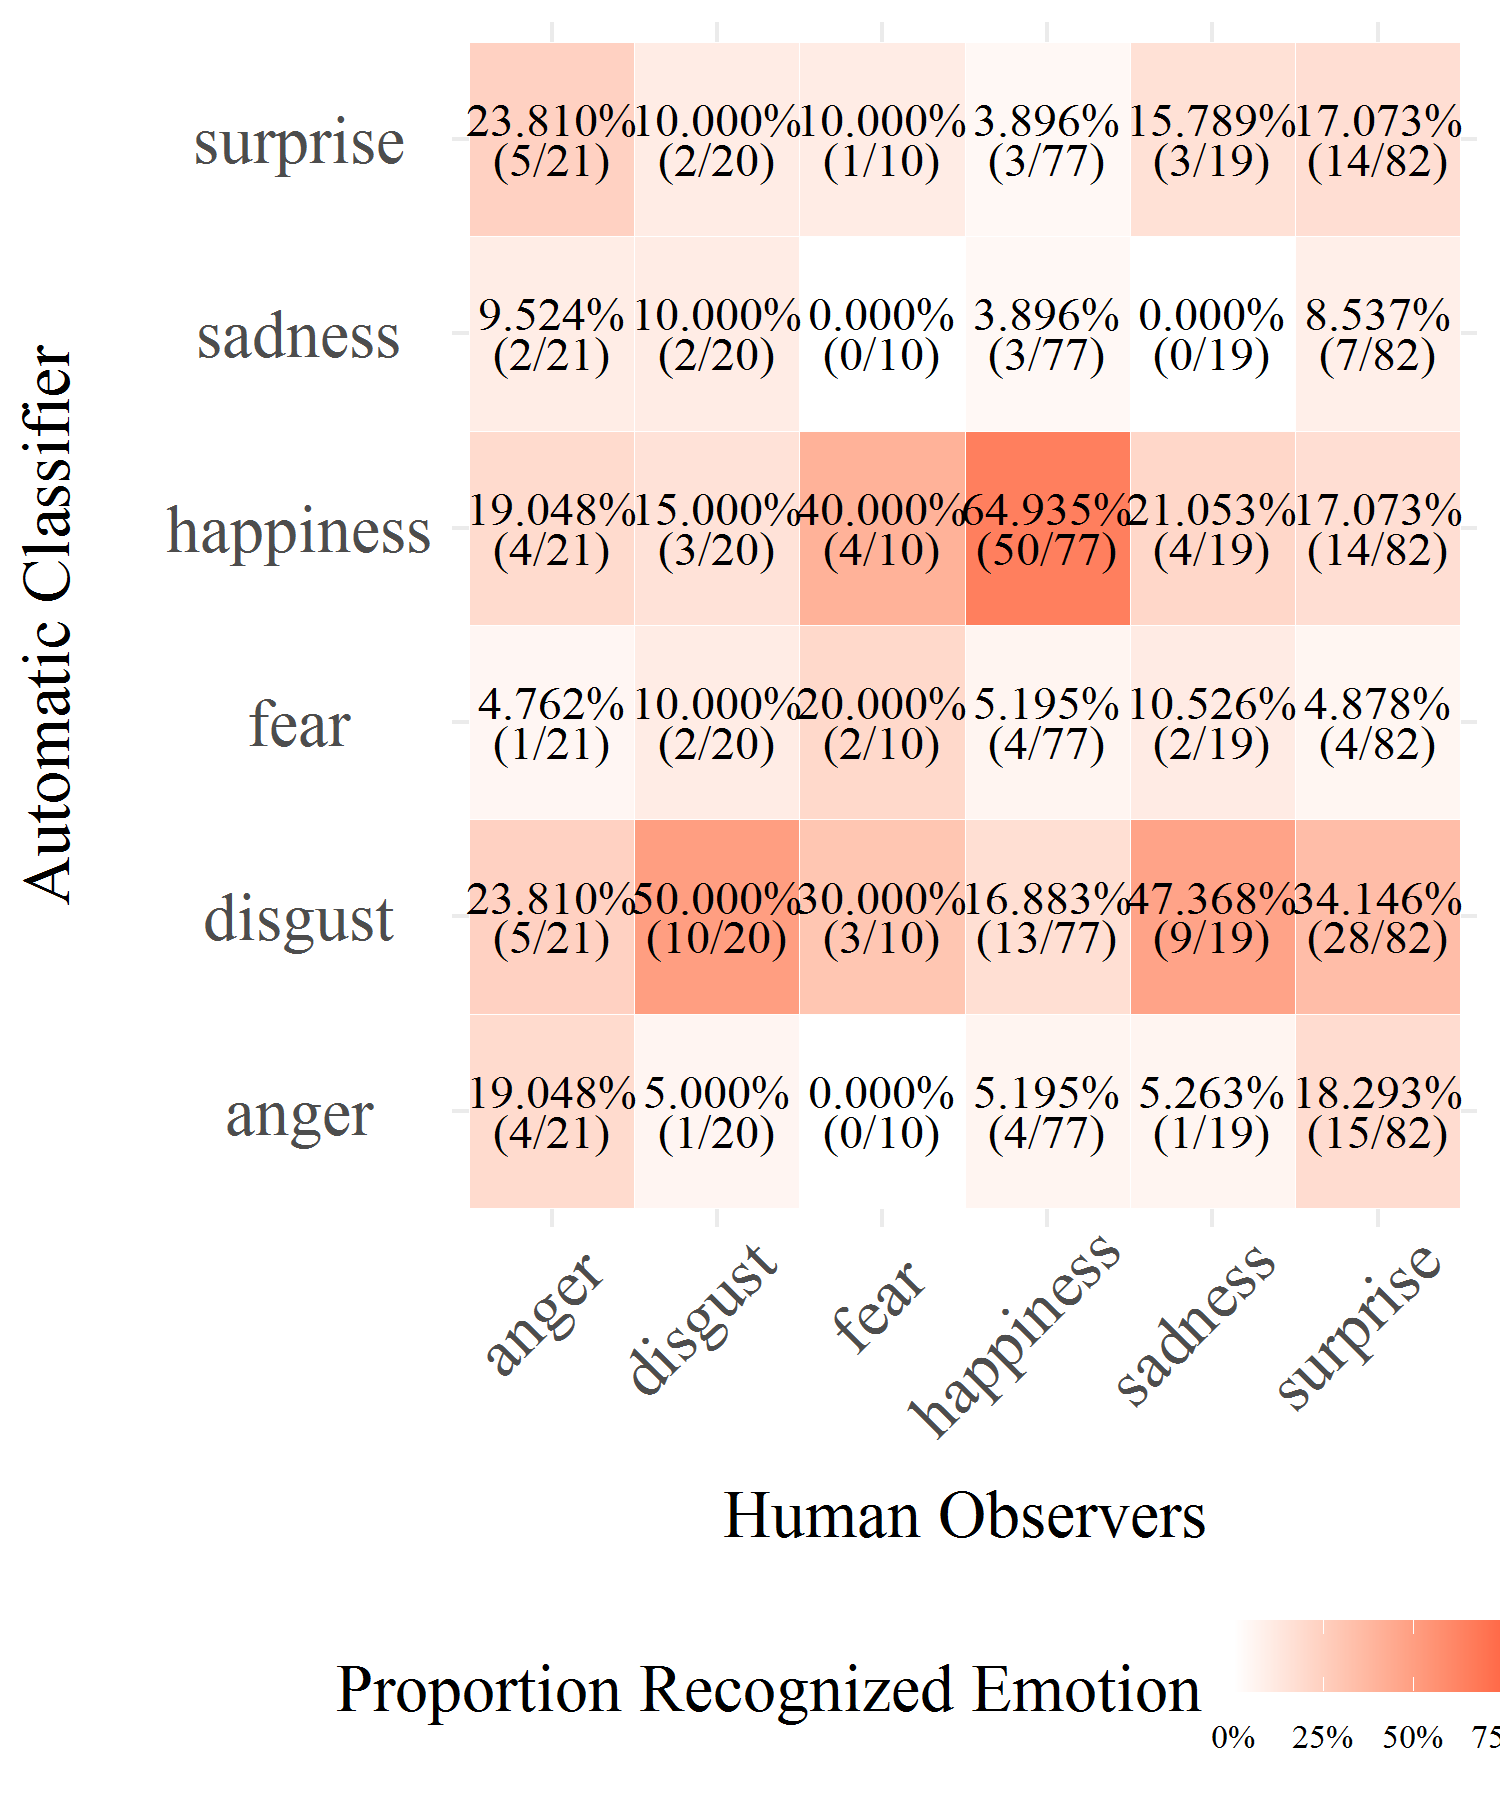 Automatic Classifier
surprise
23.810% 10.000% 10.000% 3.896% 15.789% 17.073%
(5/21) (2/20) (1/10) (3/77) (3/19) (14/82)
sadness
9.524% 10.000% 0.000% 3.896% 0.000% 8.537%
(2/21) (2/20) (0/10) (3/77) (0/19) (7/82)
happiness
19.048% 15.000% 40.000% 64.935% 21.053% 17.073%
(4/21) (3/20) (4/10) (50/77) (4/19) (14/82)
fear
4.762% 10.000% 20.000% 5.195% 10.526% 4.878%
(1/21) (2/20) (2/10) (4/77) (2/19) (4/82)
disgust
23.810% 50.000% 30.000% 16.883% 47.368% 34.146%
(5/21) (10/20) (3/10) (13/77) (9/19) (28/82)
anger
19.048% 5.000% 0.000% 5.195% 5.263% 18.293%
(4/21) (1/20) (0/10) (4/77) (1/19) (15/82)
anger disgust fear happiness sadness surprise
Human Observers
Proportion Recognized Emotion
0% 25% 50% 75